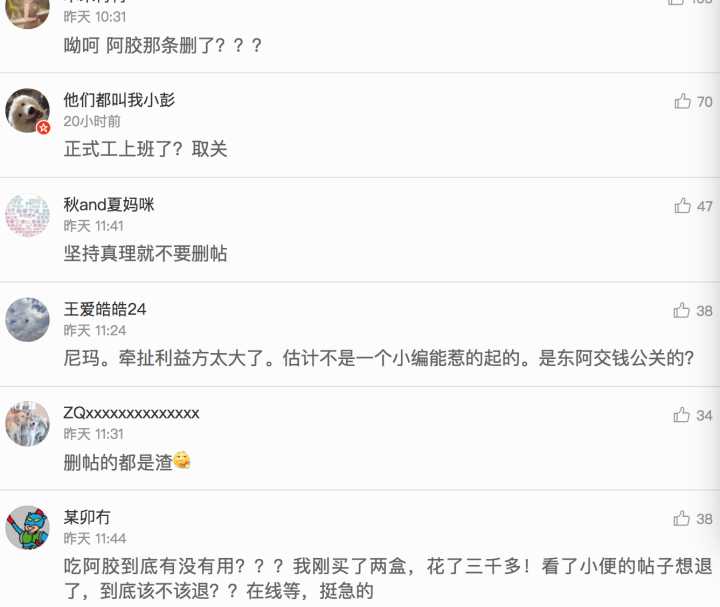 昨天 10:31
呦呵 阿胶那条删了？？？
他们都叫我小彭
70
20小时前
正式工上班了？取关
秋and夏妈咪
47
昨天 11:41
坚持真理就不要删帖
王爱皓皓24
38
昨天 11:24
尼玛。牵扯利益方太大了。估计不是一个小编能惹的起的。是东阿交钱公关的?
ZQxxxxxxxxxxxxxx
34
昨天 11:31
删帖的都是渣
某卯冇
38
昨天 11:44
吃阿胶到底有没有用？？？我刚买了两盒，花了三千多！看了小便的帖子想退
了，到底该不该退？？在线等，挺急的